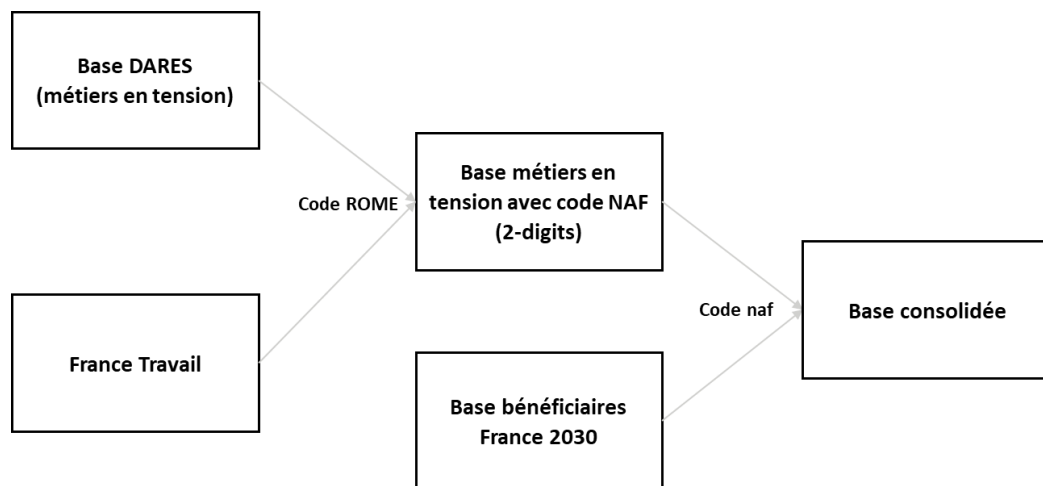 Base DARES
(métiers en tension)
Code ROME
France Travail
Base métiers en
tension avec code NAF
(2-digits)
Code naf
Base bénéficiaires
France 2030
Base consolidée